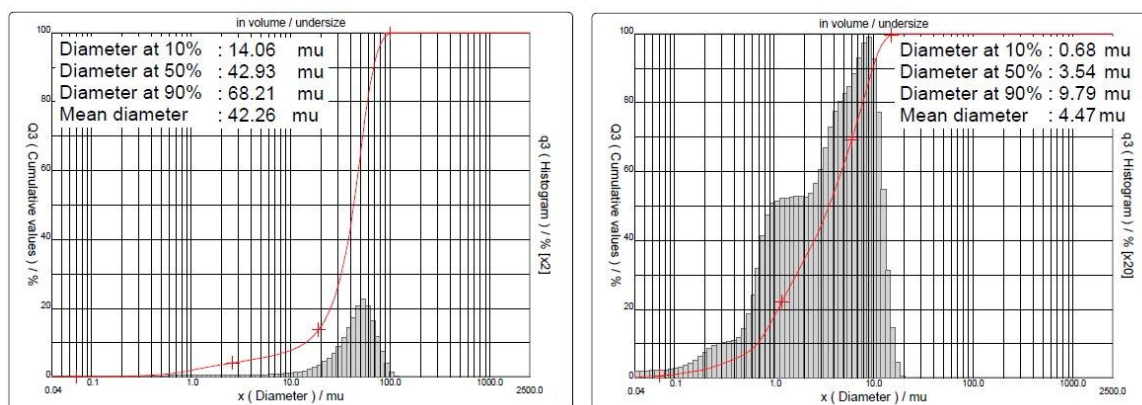 in volume / undersize
Diameter at 10% : 14.06 mu
Diameter at 50% : 42.93 mu
Diameter at 90% : 68.21 mu
Mean diameter : 42.26 mu
100
80
60
40
20
0
Q3 ( Cumulative values ) / %
q3 ( Histogram ) / % [x2]
0.04 0.1 1.0 10.0 100.0 1000.0 2500.0
x ( Diameter ) / mu
in volume / undersize
Diameter at 10% : 0.68 mu
Diameter at 50% : 3.54 mu
Diameter at 90% : 9.79 mu
Mean diameter : 4.47 mu
100
80
60
40
20
0
Q3 ( Cumulative values ) / %
q3 ( Histogram ) / % [x20]
0.04 0.1 1.0 10.0 100.0 1000.0 2500.0
x ( Diameter ) / mu